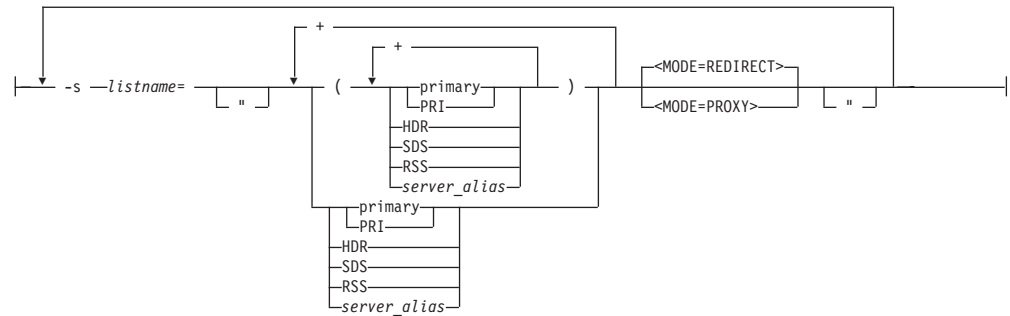 +
+
<MODE=REDIRECT>
-s listname= " ( primary ) <MODE=PROXY> "
PRI
HDR
SDS
RSS
server_alias
primary
PRI
HDR
SDS
RSS
server_alias